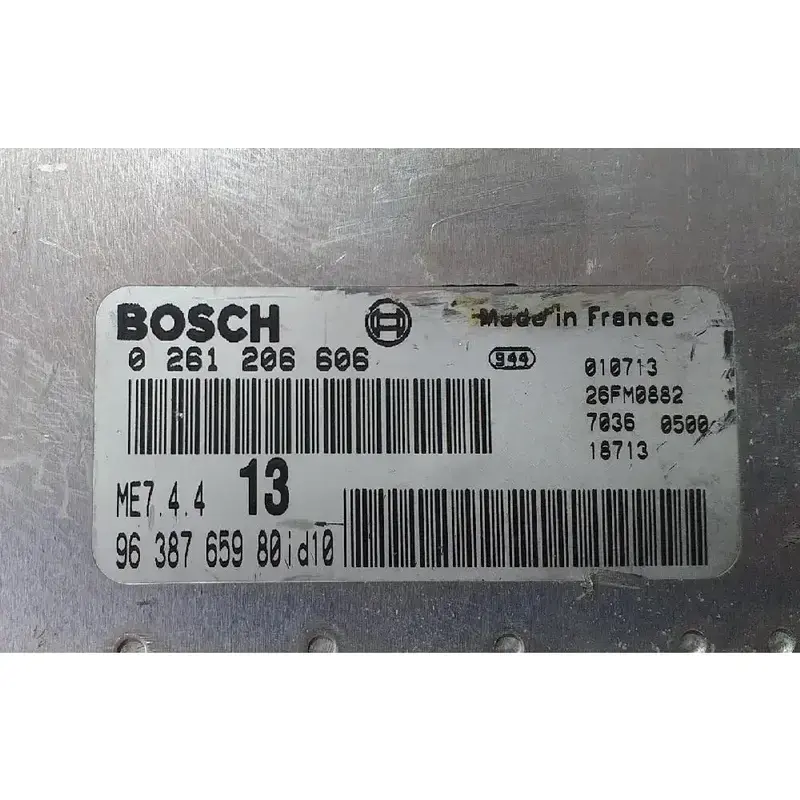 BOSCH
Made in France
0 261 206 606
944
010713
26FM0882
7036 0500
18713
ME7.4.4 13
96 387 659 80id10